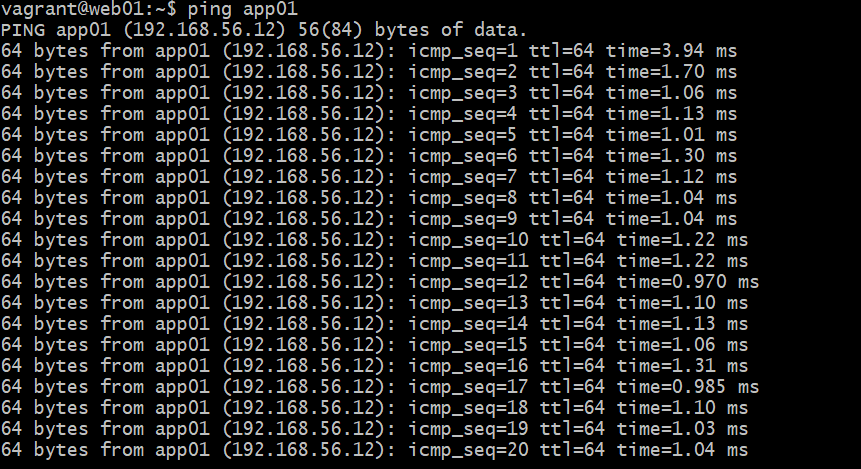 vagrant@web01:~$ ping app01
PING app01 (192.168.56.12) 56(84) bytes of data.
64 bytes from app01 (192.168.56.12): icmp_seq=1 ttl=64 time=3.94 ms
64 bytes from app01 (192.168.56.12): icmp_seq=2 ttl=64 time=1.70 ms
64 bytes from app01 (192.168.56.12): icmp_seq=3 ttl=64 time=1.06 ms
64 bytes from app01 (192.168.56.12): icmp_seq=4 ttl=64 time=1.13 ms
64 bytes from app01 (192.168.56.12): icmp_seq=5 ttl=64 time=1.01 ms
64 bytes from app01 (192.168.56.12): icmp_seq=6 ttl=64 time=1.30 ms
64 bytes from app01 (192.168.56.12): icmp_seq=7 ttl=64 time=1.12 ms
64 bytes from app01 (192.168.56.12): icmp_seq=8 ttl=64 time=1.04 ms
64 bytes from app01 (192.168.56.12): icmp_seq=9 ttl=64 time=1.04 ms
64 bytes from app01 (192.168.56.12): icmp_seq=10 ttl=64 time=1.22 ms
64 bytes from app01 (192.168.56.12): icmp_seq=11 ttl=64 time=1.22 ms
64 bytes from app01 (192.168.56.12): icmp_seq=12 ttl=64 time=0.970 ms
64 bytes from app01 (192.168.56.12): icmp_seq=13 ttl=64 time=1.10 ms
64 bytes from app01 (192.168.56.12): icmp_seq=14 ttl=64 time=1.13 ms
64 bytes from app01 (192.168.56.12): icmp_seq=15 ttl=64 time=1.06 ms
64 bytes from app01 (192.168.56.12): icmp_seq=16 ttl=64 time=1.31 ms
64 bytes from app01 (192.168.56.12): icmp_seq=17 ttl=64 time=0.985 ms
64 bytes from app01 (192.168.56.12): icmp_seq=18 ttl=64 time=1.10 ms
64 bytes from app01 (192.168.56.12): icmp_seq=19 ttl=64 time=1.03 ms
64 bytes from app01 (192.168.56.12): icmp_seq=20 ttl=64 time=1.04 ms